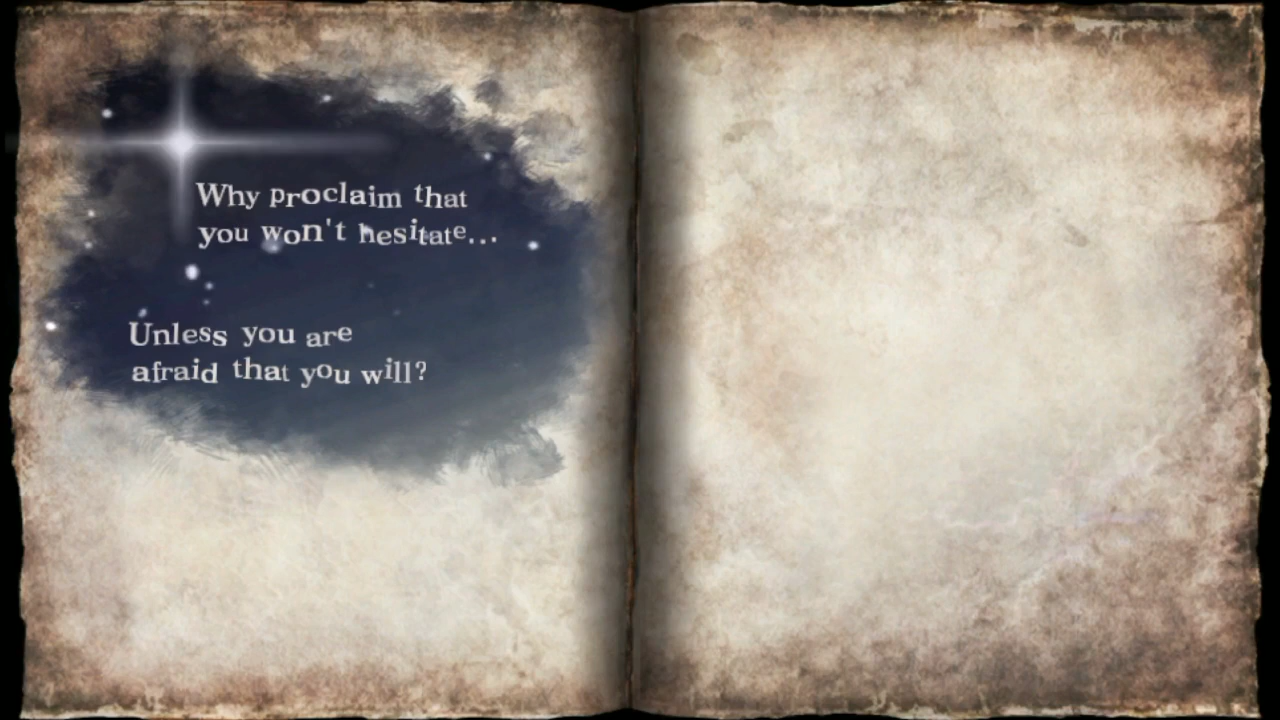 Why proclaim that
you won't hesitate...
Unless you are
afraid that you will?